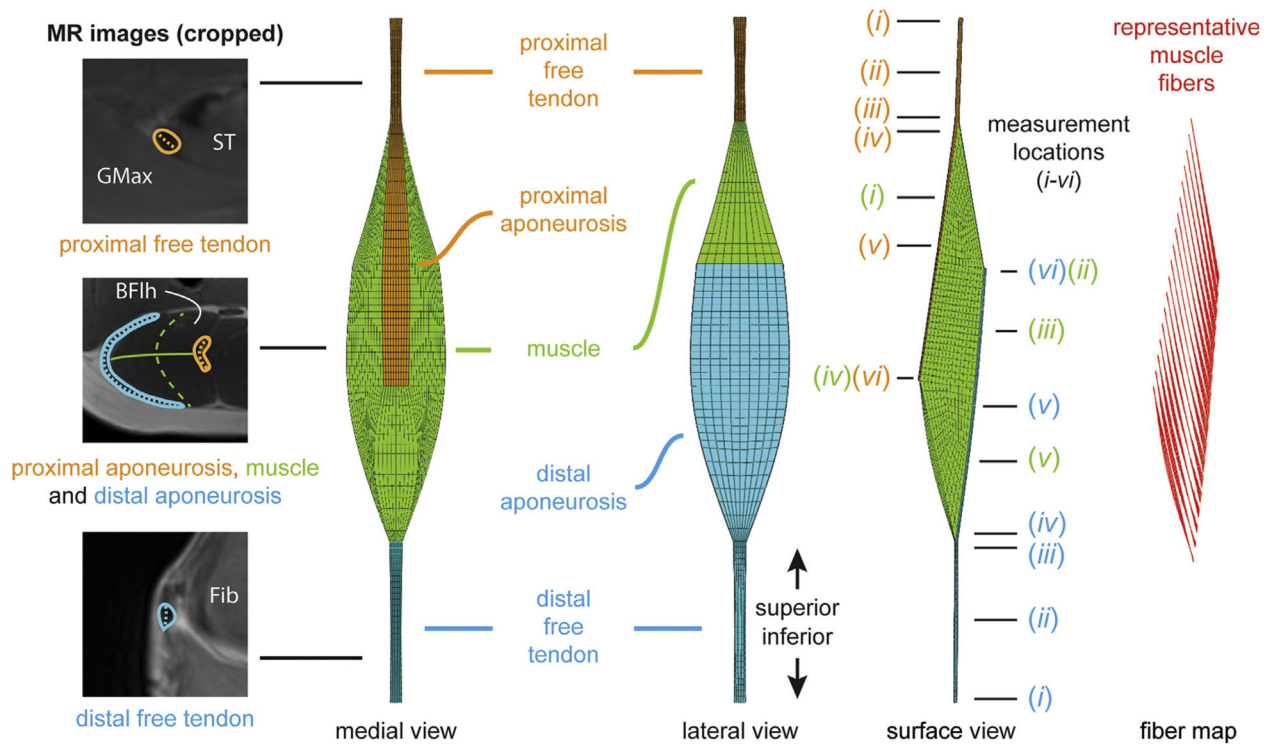 MR images (cropped)
ST
GMax
proximal free tendon
BFlh
proximal aponeurosis, muscle
and distal aponeurosis
Fib
distal free tendon
proximal
free
tendon
proximal
aponeurosis
muscle
distal
aponeurosis
distal
free
tendon
superior
inferior
medial view
lateral view
(i)
(ii)
(iii)
(iv)
(i)
(v)
(iv)(vi)
measurement
locations
(i-vi)
(vi)(ii)
(iii)
(v)
(v)
(iv)
(iii)
(ii)
(i)
surface view
representative
muscle
fibers
fiber map